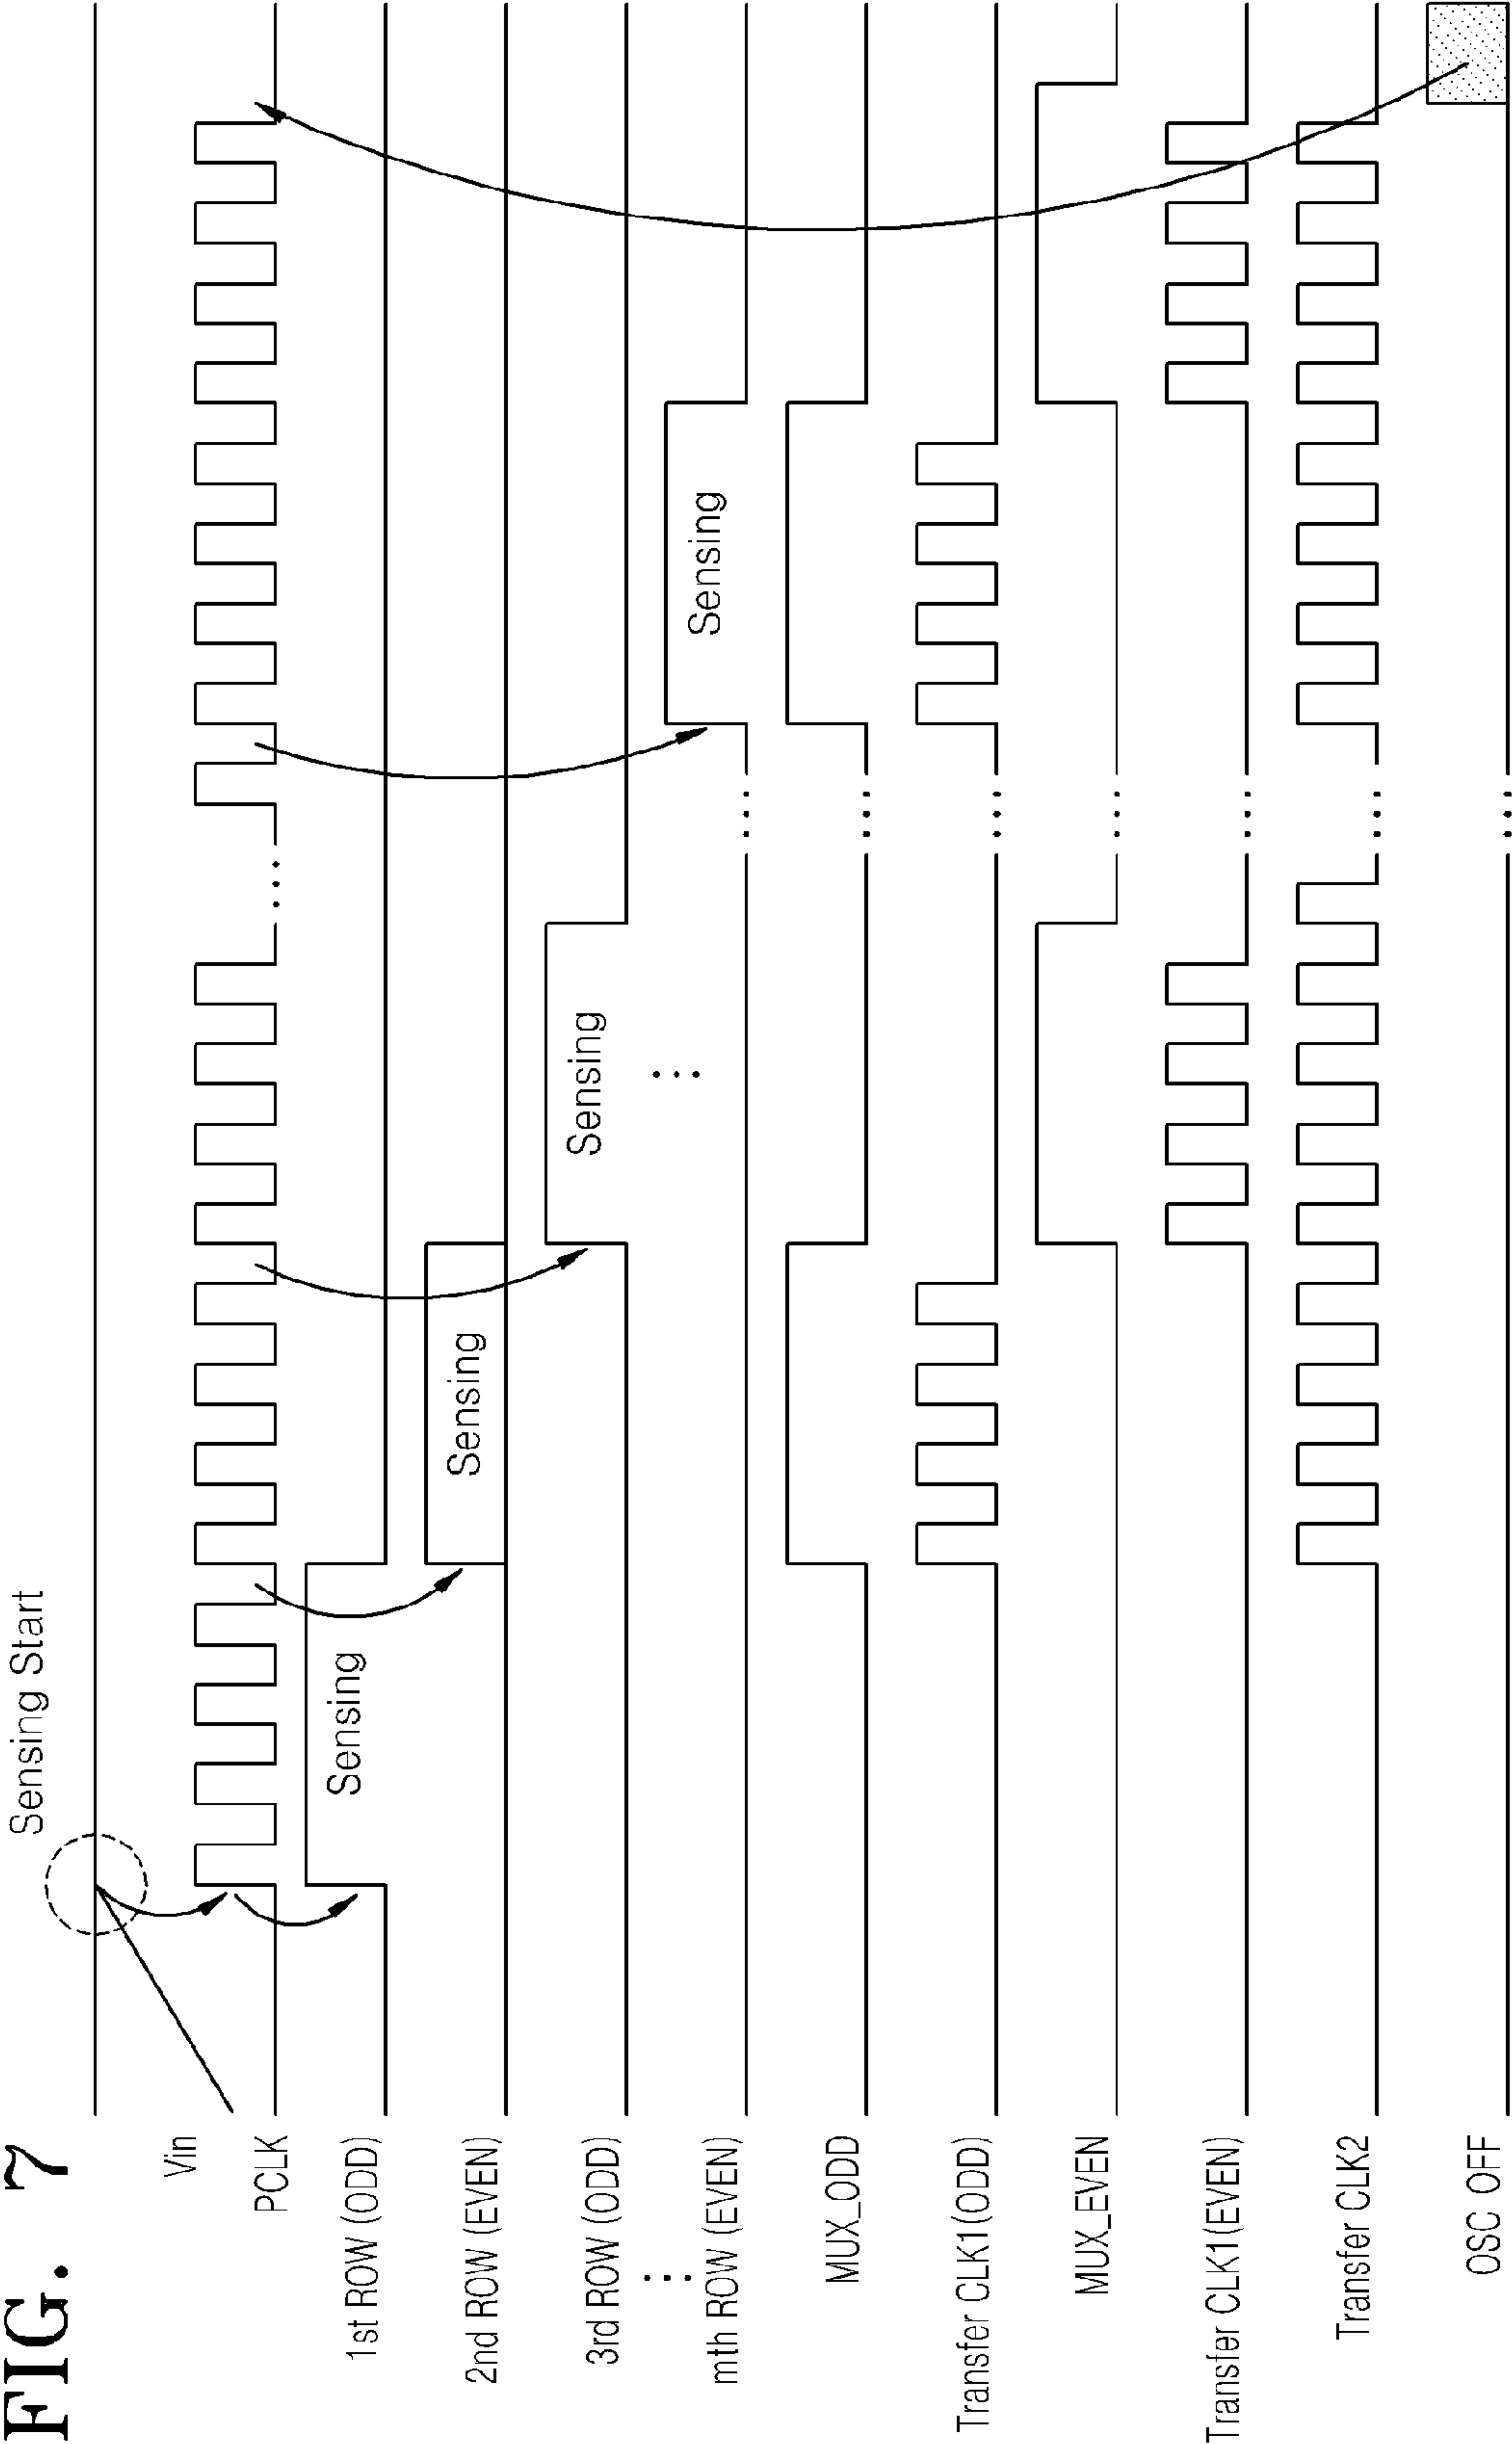 FIG. 7
Sensing Start
Vin
PCLK
1st ROW (ODD)
Sensing
2nd ROW (EVEN)
Sensing
3rd ROW (ODD)
Sensing
mth ROW (EVEN)
Sensing
MUX_ODD
Transfer CLK1(ODD)
MUX_EVEN
Transfer CLK1(EVEN)
Transfer CLK2
OSC OFF